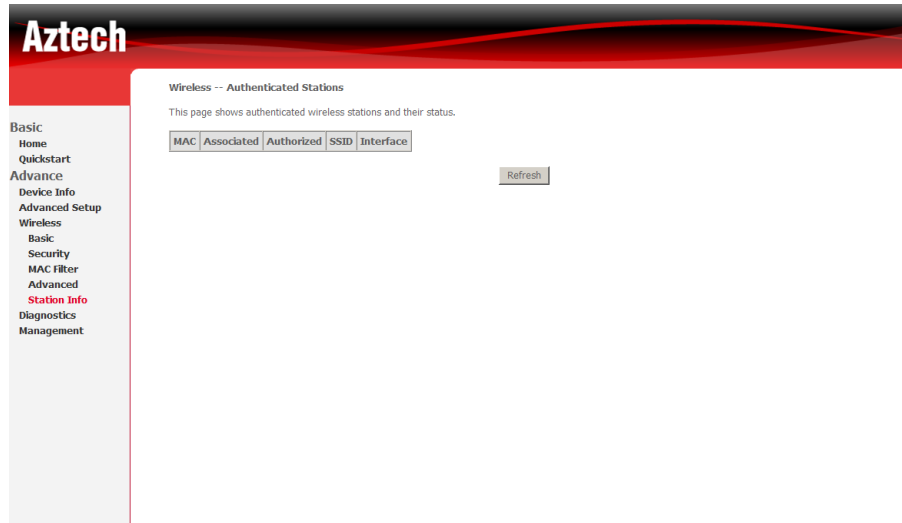 Aztech
Wireless -- Authenticated Stations
This page shows authenticated wireless stations and their status.
MAC Associated Authorized SSID Interface
Refresh
Basic
Home
Quickstart
Advance
Device Info
Advanced Setup
Wireless
Basic
Security
MAC Filter
Advanced
Station Info
Diagnostics
Management